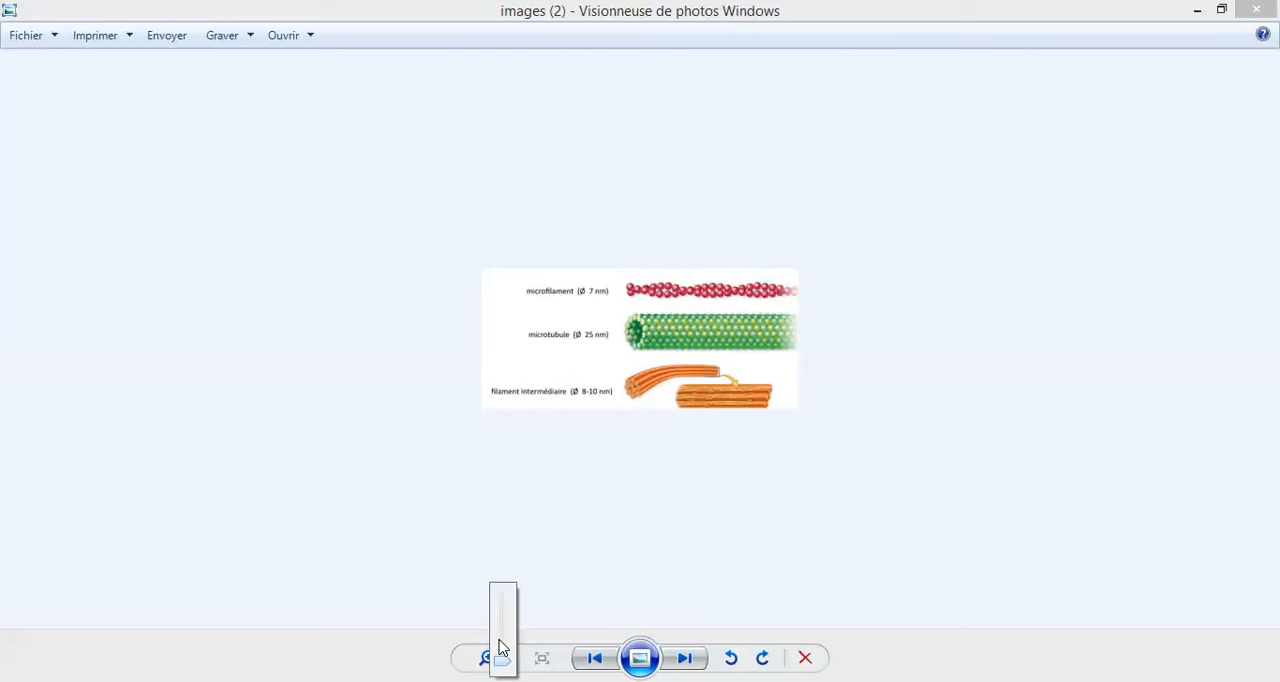 images (2) - Visionneuse de photos Windows
Fichier Imprimer Envoyer Graver Ouvrir
microfilament (Ø 7 nm)
microtubule (Ø 25 nm)
filament intermédiaire (Ø 8-10 nm)